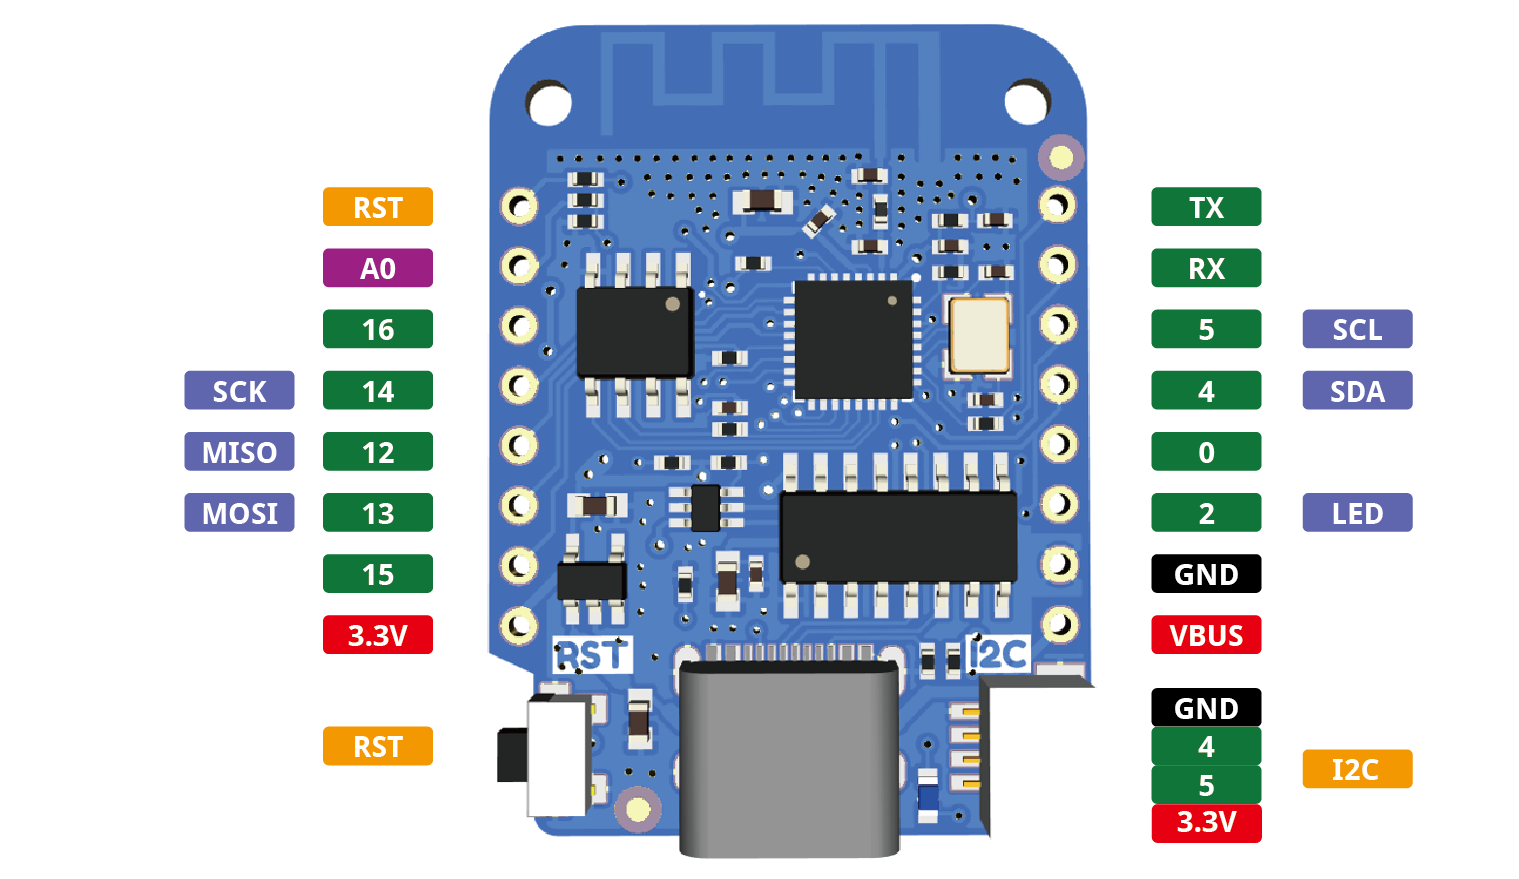 RST TX
A0 RX
16 5 SCL
SCK 14 4 SDA
MISO 12 0
MOSI 13 2 LED
15 GND
3.3V VBUS
RST I2C
GND
RST 4
I2C
5
3.3V